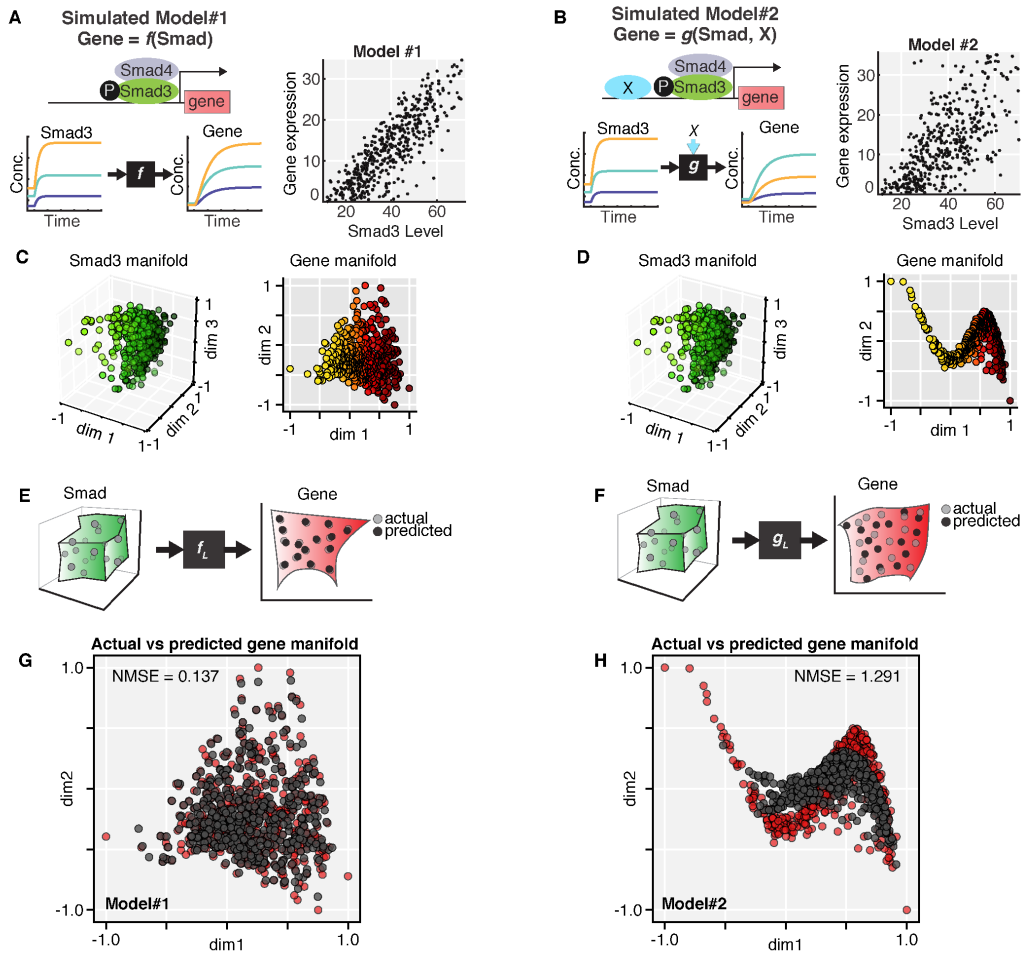 A
Simulated Model#1
Gene = f(Smad)
Smad4
P
Smad3
gene
Smad3
Conc.
Time
f
Gene
Conc.
Time
Model #1
Gene expression
30
20
10
0
20
40
60
Smad3 Level
B
Simulated Model#2
Gene = g(Smad, X)
X
Smad4
P
Smad3
gene
Smad3
Conc.
Time
X
g
Gene
Conc.
Time
Model #2
Gene expression
30
20
10
0
20
40
60
Smad3 Level
C
Smad3 manifold
1
dim 3
-1
dim 2
-1
1
-1
dim 1
1
Gene manifold
1
dim 2
-1
-1
dim 1
1
D
Smad3 manifold
1
dim 3
-1
dim 2
-1
1
-1
dim 1
1
Gene manifold
1
dim 2
-1
-1
dim 1
1
E
Smad
fL
Gene
actual
predicted
F
Smad
gL
Gene
actual
predicted
G
Actual vs predicted gene manifold
1.0
NMSE = 0.137
dim2
-1.0
Model#1
-1.0
dim1
1.0
H
Actual vs predicted gene manifold
1.0
NMSE = 1.291
dim2
-1.0
Model#2
-1.0
dim1
1.0